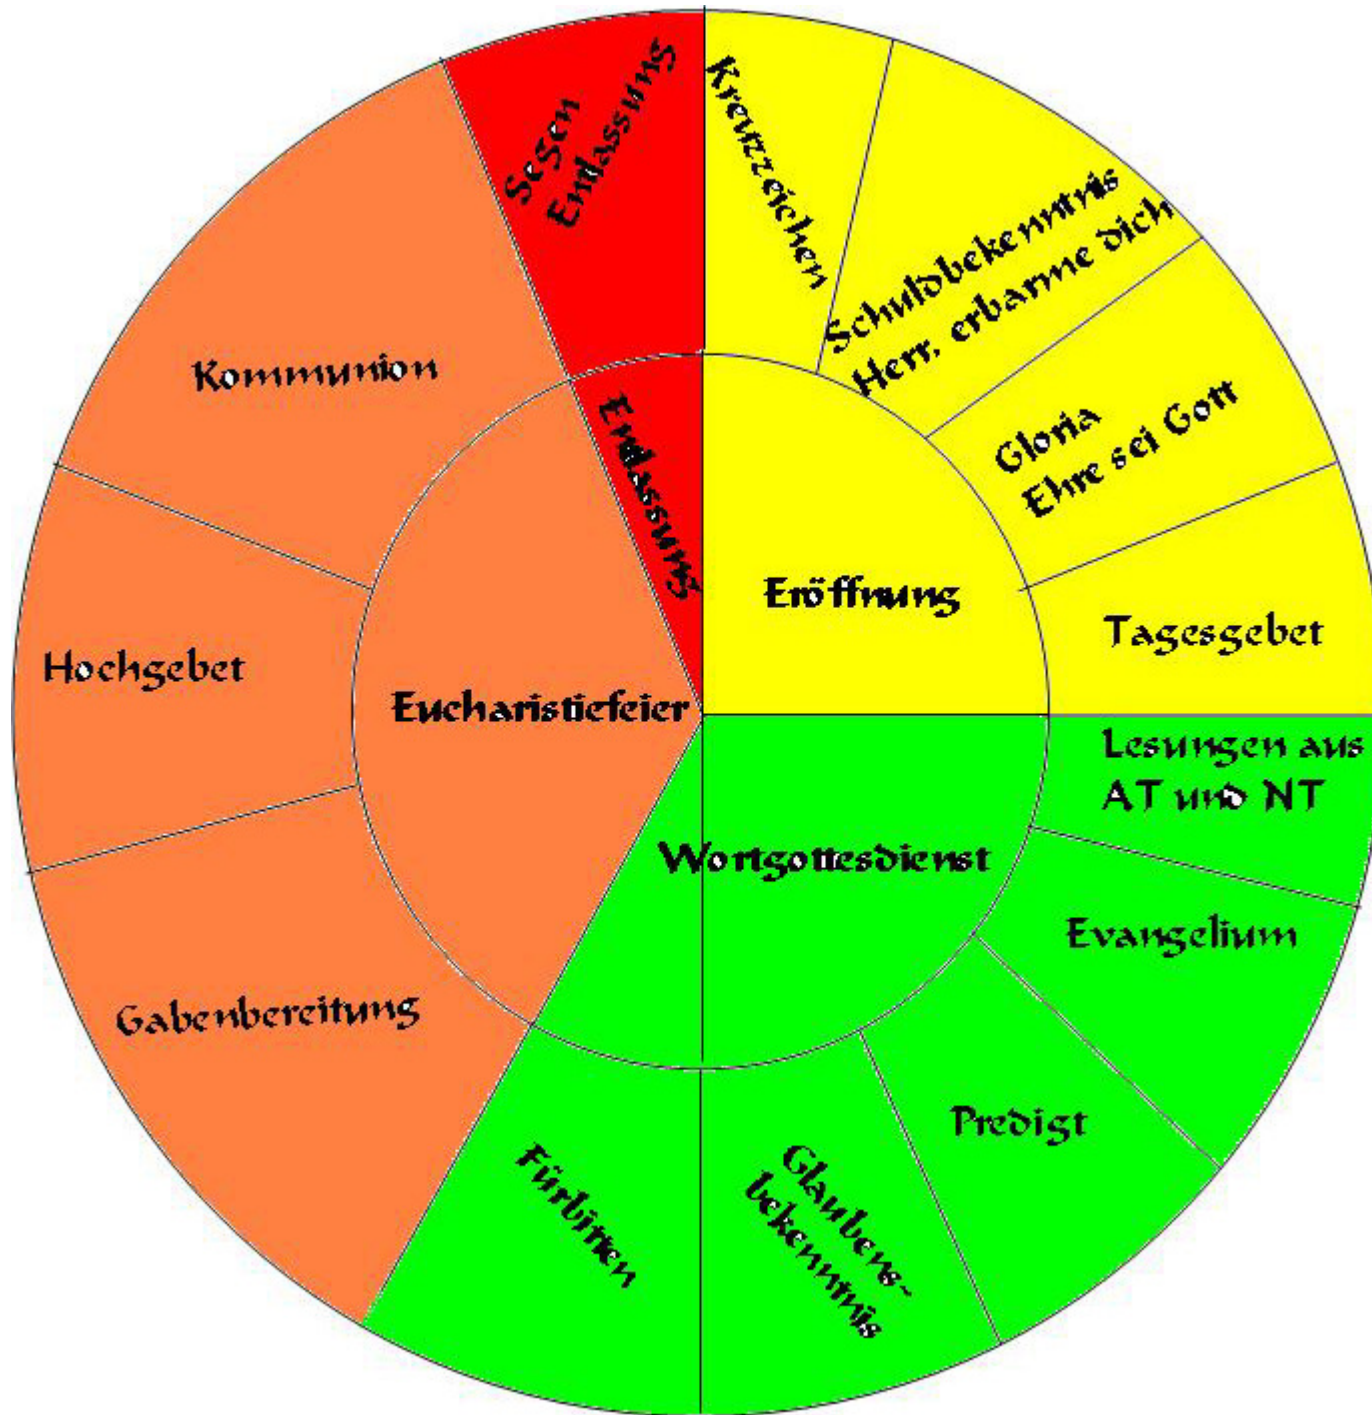 Kreuzzeichen
Schuldbekenntnis
Herr, erbarme dich
Gloria
Ehre sei Gott
Tagesgebet
Eröffnung
Lesungen aus
AT und NT
Evangelium
Predigt
Glaubens-
bekenntnis
Fürbitten
Wortgottesdienst
Gabenbereitung
Hochgebet
Kommunion
Eucharistiefeier
Segen
Entlassung
Entlassung